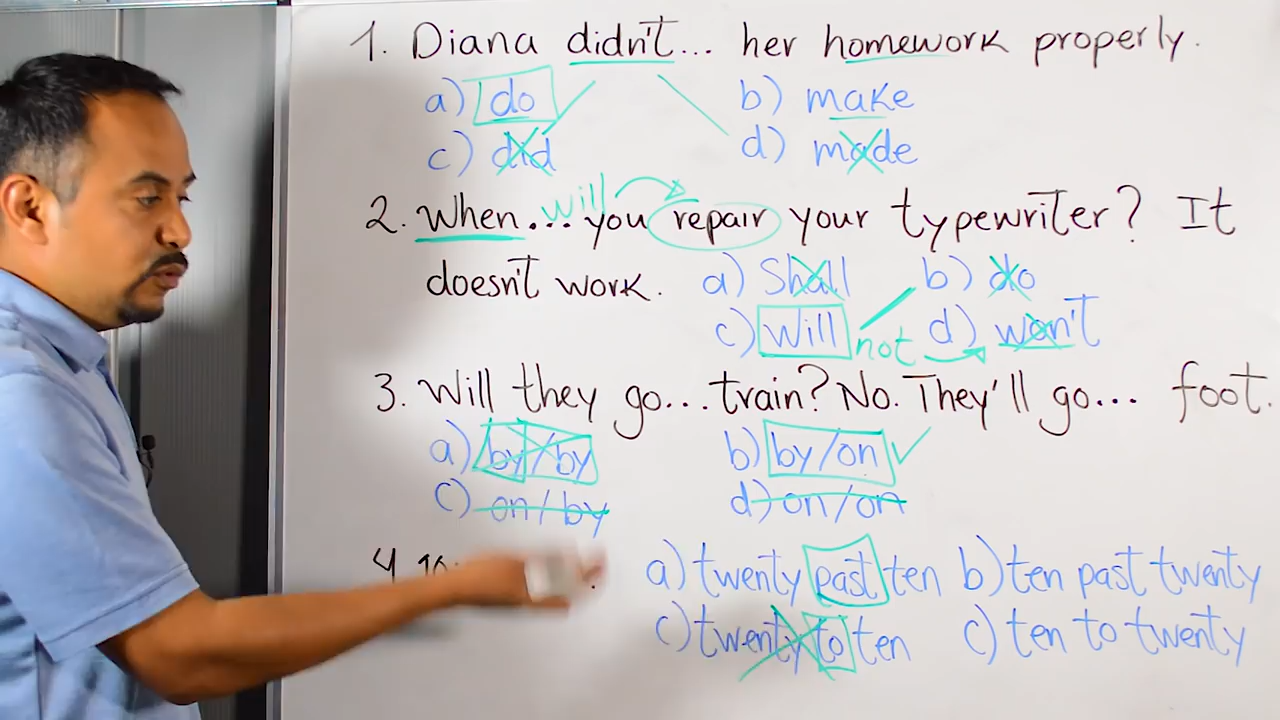 1. Diana didn't... her homework properly.
a) do b) make
c) did d) made
will
2. When... you repair your typewriter? It
doesn't work. a) Shall b) do
c) Will not d) won't
3. Will they go... train? No. They'll go... foot.
a) by/by b) by/on
c) on/by d) on/on
4. a) twenty past ten b) ten past twenty
c) twenty to ten c) ten to twenty